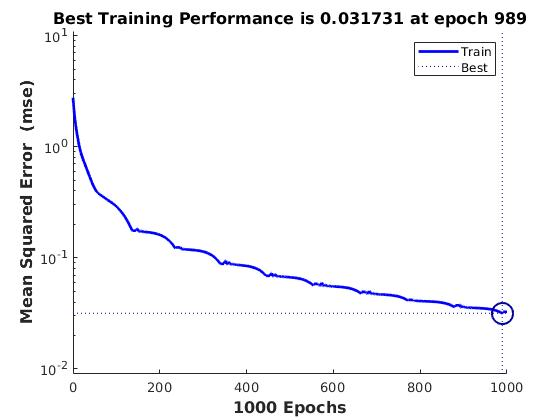 Best Training Performance is 0.031731 at epoch 989
10^1
10^0
10^-1
10^-2
Mean Squared Error (mse)
Train
Best
0 200 400 600 800 1000
1000 Epochs